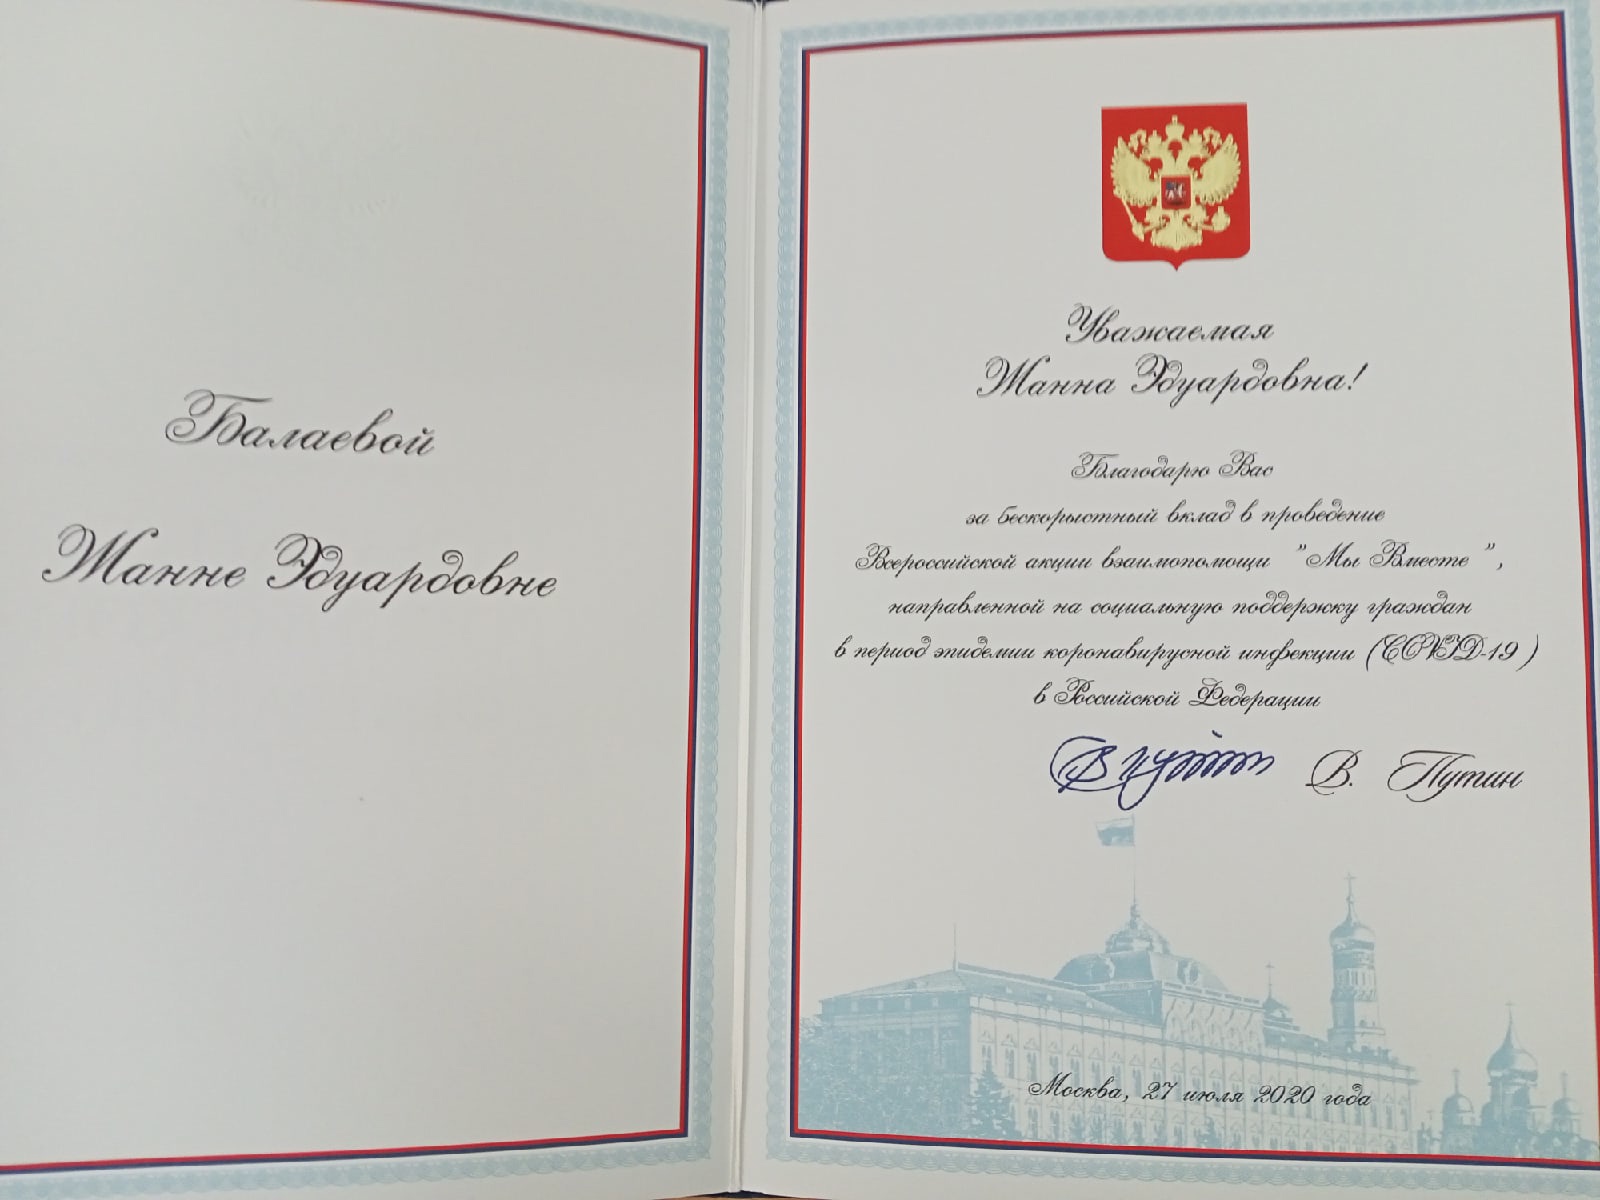 Балаевой
Жанне Эдуардовне
Уважаемая
Жанна Эдуардовна!
Благодарю Вас
за бескорыстный вклад в проведение
Всероссийской акции взаимопомощи "Мы Вместе",
направленной на социальную поддержку граждан
в период эпидемии коронавирусной инфекции (COVID-19)
в Российской Федерации
В. Путин
Москва, 27 июля 2020 года